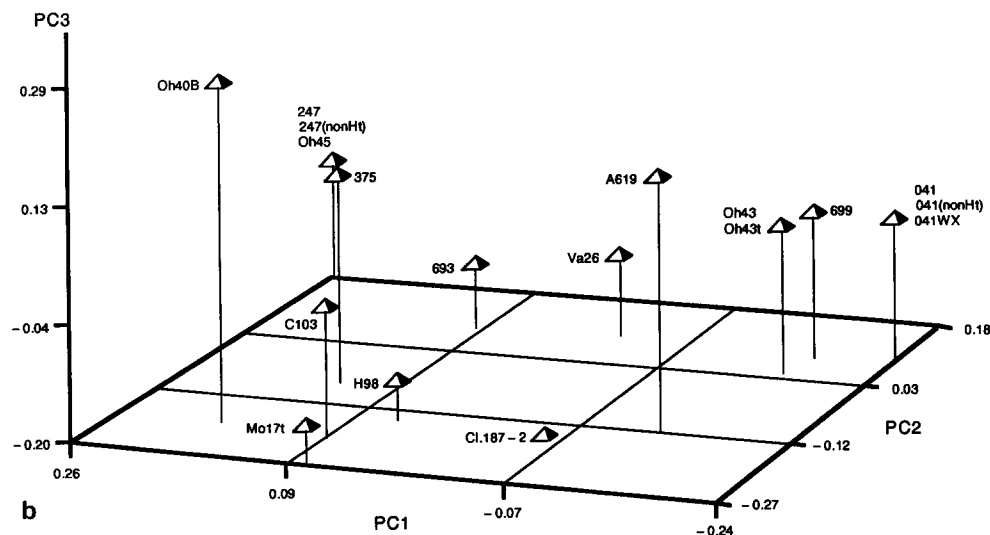 PC3
0.29
0.13
– 0.04
– 0.20
0.26
Oh40B
247
247(nonHt)
Oh45
375
A619
041
041(nonHt)
041WX
Oh43
Oh43t
699
693
Va26
C103
H98
Mo17t
Cl.187 – 2
0.18
0.03
– 0.12
– 0.27
PC2
0.09
– 0.07
– 0.24
PC1
b